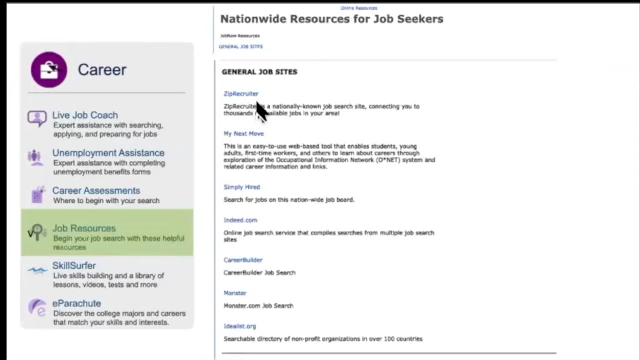 Online Resources
Nationwide Resources for Job Seekers
JobNow Resources
GENERAL JOB SITES
Career
Live Job Coach
Expert assistance with searching,
applying, and preparing for jobs
Unemployment Assistance
Expert assistance with completing
unemployment benefits forms
Career Assessments
Where to begin with your search
Job Resources
Begin your job search with these helpful
resources
SkillSurfer
Live skills building and a library of
lessons, videos, tests and more
eParachute
Discover the college majors and careers
that match your skills and interests.
GENERAL JOB SITES
ZipRecruiter
ZipRecruiter is a nationally-known job search site, connecting you to
thousands of available jobs in your area!
My Next Move
This is an easy-to-use web-based tool that enables students, young
adults, first-time workers, and others to learn about careers through
exploration of the Occupational Information Network (O*NET) system and
related career information and links.
Simply Hired
Search for jobs on this nation-wide job board.
Indeed.com
Online job search service that compiles searches from multiple job search
sites
CareerBuilder
CareerBuilder Job Search
Monster
Monster.com Job Search
Idealist.org
Searchable directory of non-profit organizations in over 100 countries